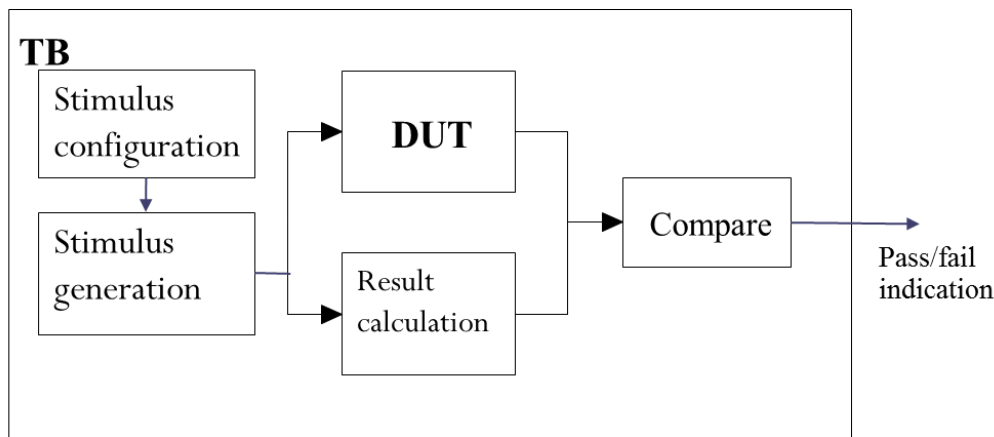 TB
Stimulus
configuration
Stimulus
generation
DUT
Result
calculation
Compare
Pass/fail
indication